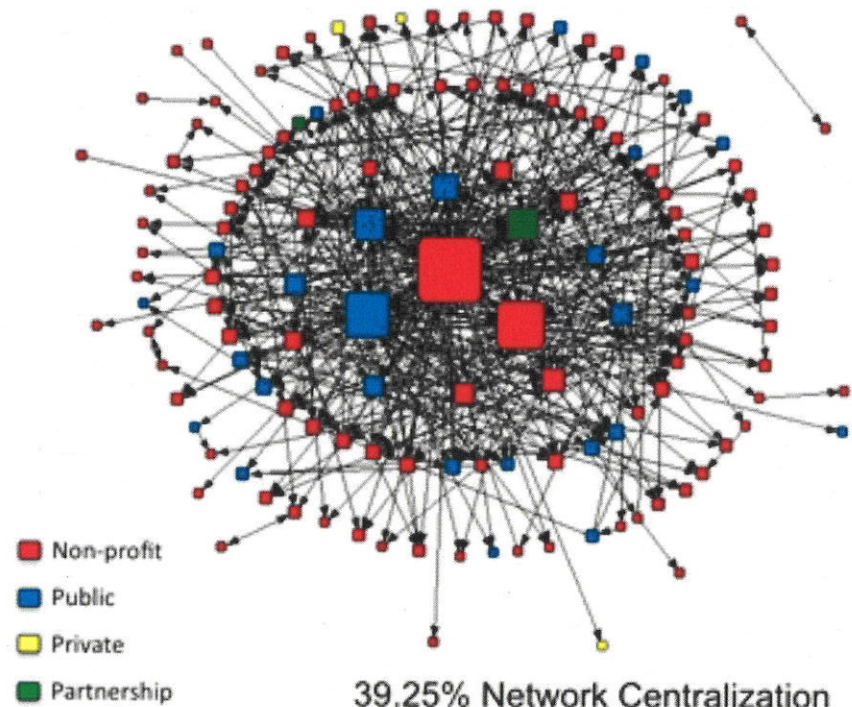 Non-profit
Public
Private
Partnership
39.25% Network Centralization